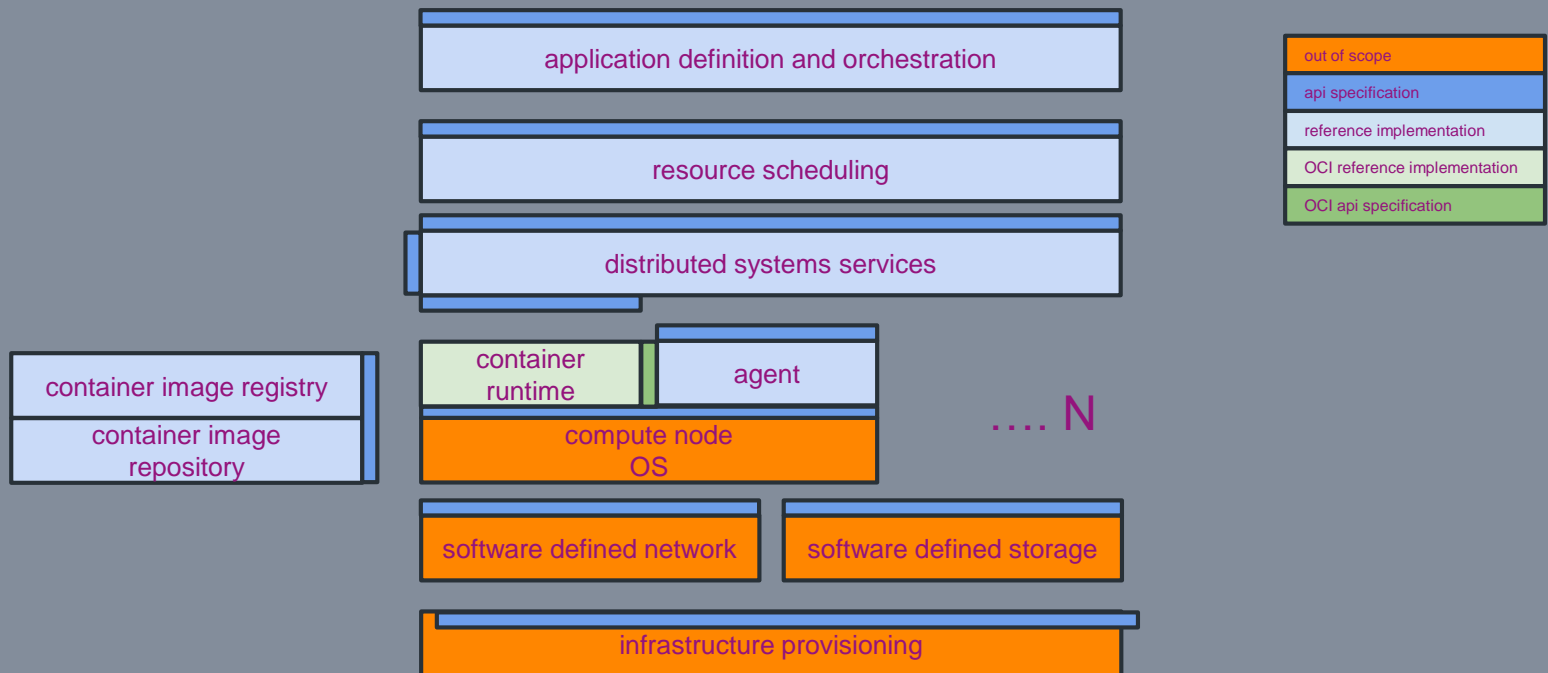 application definition and orchestration
out of scope
api specification
reference implementation
OCI reference implementation
OCI api specification
resource scheduling
distributed systems services
container image registry
container image
repository
container
runtime
agent
compute node
OS
.... N
software defined network
software defined storage
infrastructure provisioning